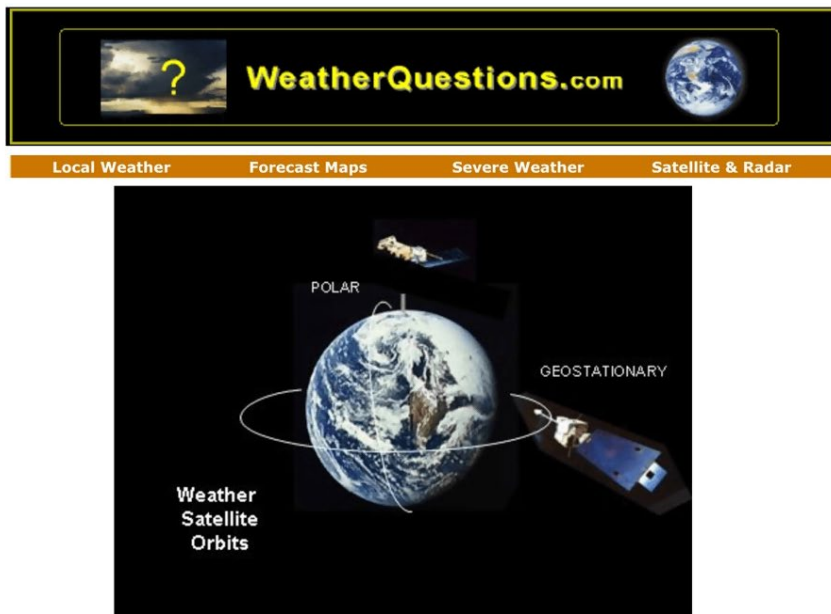 ?
WeatherQuestions.com
Local Weather Forecast Maps Severe Weather Satellite & Radar
POLAR
GEOSTATIONARY
Weather
Satellite
Orbits